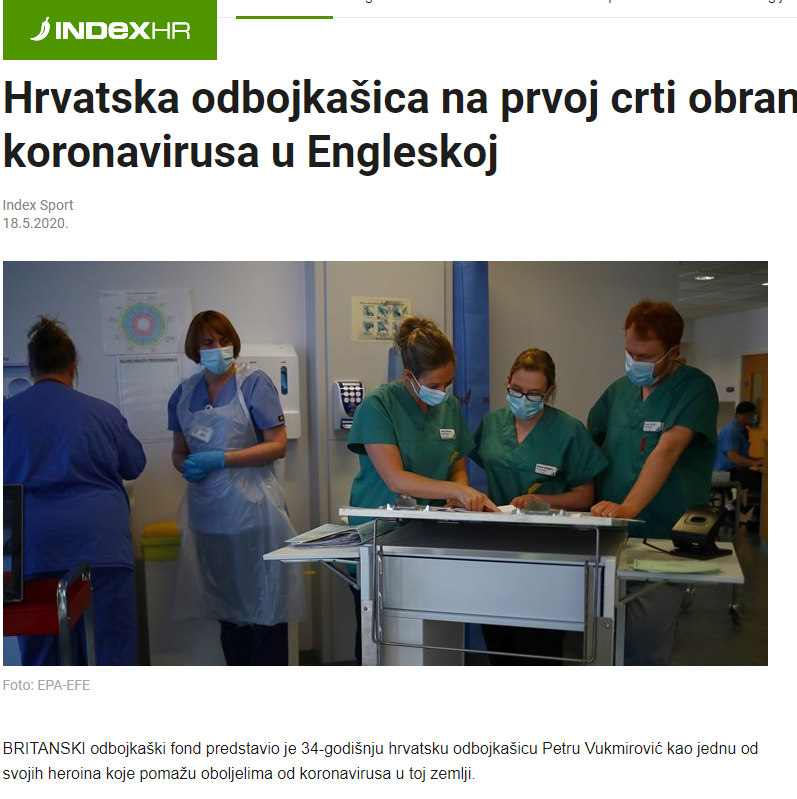 INDEXHR
Hrvatska odbojkašica na prvoj crti obran
koronavirusa u Engleskoj
Index Sport
18.5.2020.
Foto: EPA-EFE
BRITANSKI odbojkaški fond predstavio je 34-godišnju hrvatsku odbojkašicu Petru Vukmirović kao jednu od
svojih heroina koje pomažu oboljelima od koronavirusa u toj zemlji.